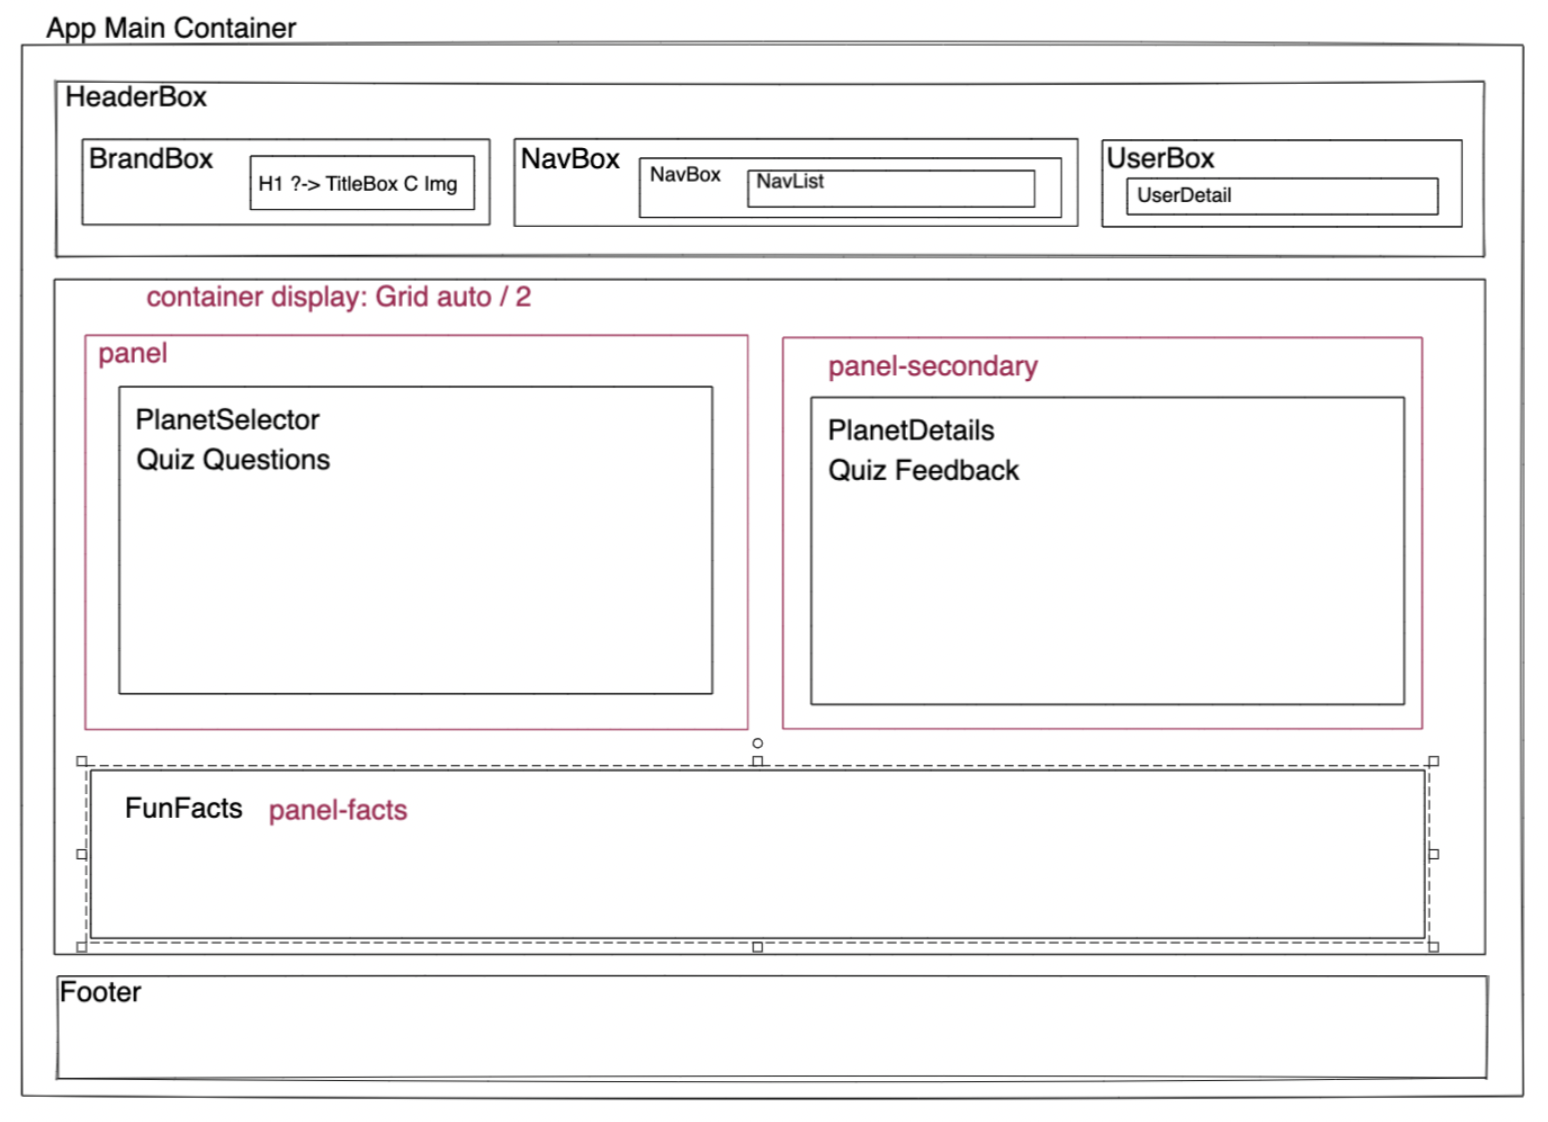 App Main Container
HeaderBox
BrandBox
H1 ?-> TitleBox C Img
NavBox
NavBox
NavList
UserBox
UserDetail
container display: Grid auto / 2
panel
PlanetSelector
Quiz Questions
panel-secondary
PlanetDetails
Quiz Feedback
FunFacts panel-facts
Footer